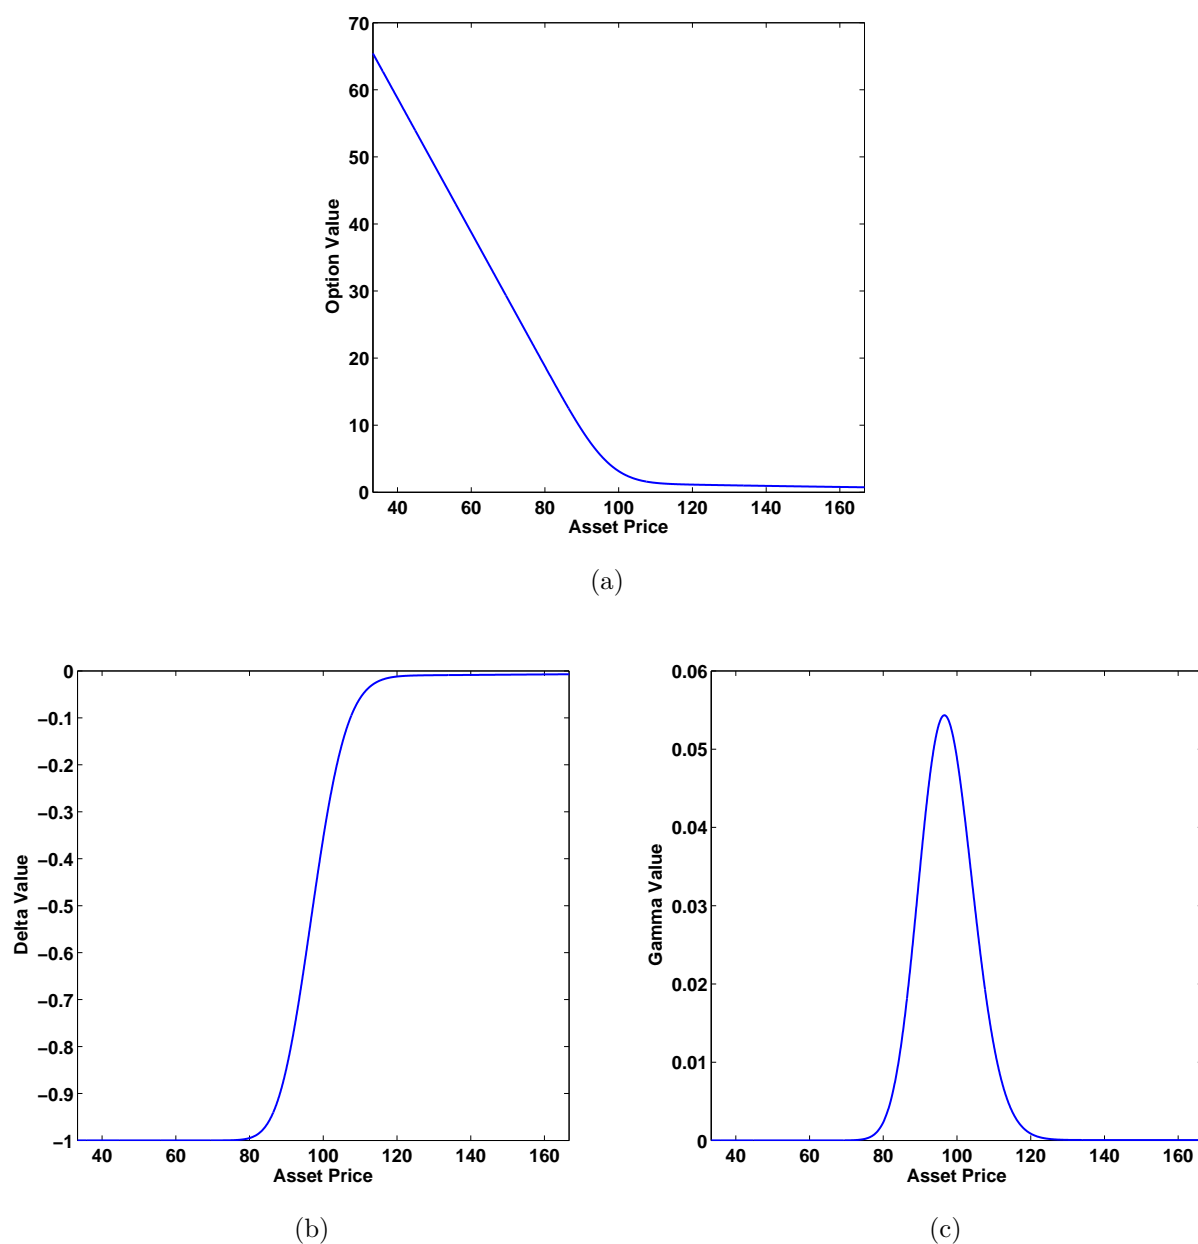 70
60
50
40
30
20
10
0
Option Value
40 60 80 100 120 140 160
Asset Price
(a)
0
−0.1
−0.2
−0.3
−0.4
−0.5
−0.6
−0.7
−0.8
−0.9
−1
Delta Value
40 60 80 100 120 140 160
Asset Price
(b)
0.06
0.05
0.04
0.03
0.02
0.01
0
Gamma Value
40 60 80 100 120 140 160
Asset Price
(c)